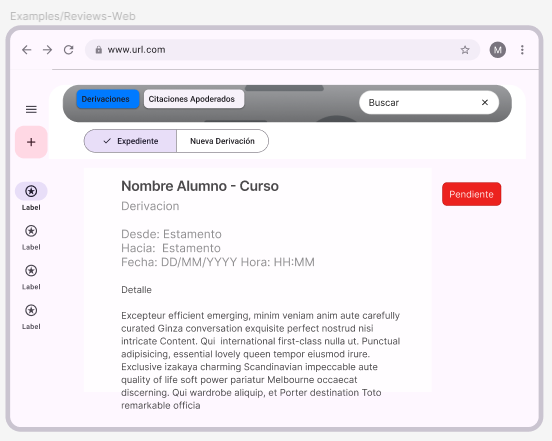 Examples/Reviews-Web
www.url.com
M
Derivaciones
Citaciones Apoderados
Buscar
Expediente
Nueva Derivación
Label
Label
Label
Label
Nombre Alumno - Curso
Pendiente
Derivacion
Desde: Estamento
Hacia:  Estamento
Fecha: DD/MM/YYYY Hora: HH:MM
Detalle
Excepteur efficient emerging, minim veniam anim aute carefully
curated Ginza conversation exquisite perfect nostrud nisi
intricate Content. Qui  international first-class nulla ut. Punctual
adipisicing, essential lovely queen tempor eiusmod irure.
Exclusive izakaya charming Scandinavian impeccable aute
quality of life soft power pariatur Melbourne occaecat
discerning. Qui wardrobe aliquip, et Porter destination Toto
remarkable officia